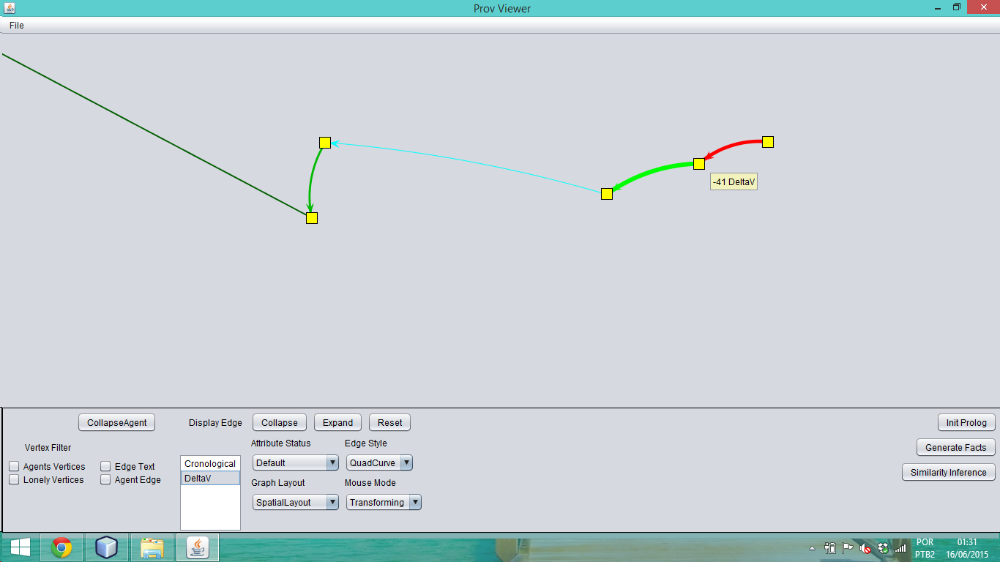 Prov Viewer
File
-41 DeltaV
CollapseAgent
Display Edge
Collapse
Expand
Reset
Init Prolog
Vertex Filter
Attribute Status
Edge Style
Generate Facts
Agents Vertices
Edge Text
Cronological
Default
QuadCurve
Lonely Vertices
Agent Edge
DeltaV
Graph Layout
Mouse Mode
Similarity Inference
SpatialLayout
Transforming
POR
01:31
PTB2
16/06/2015